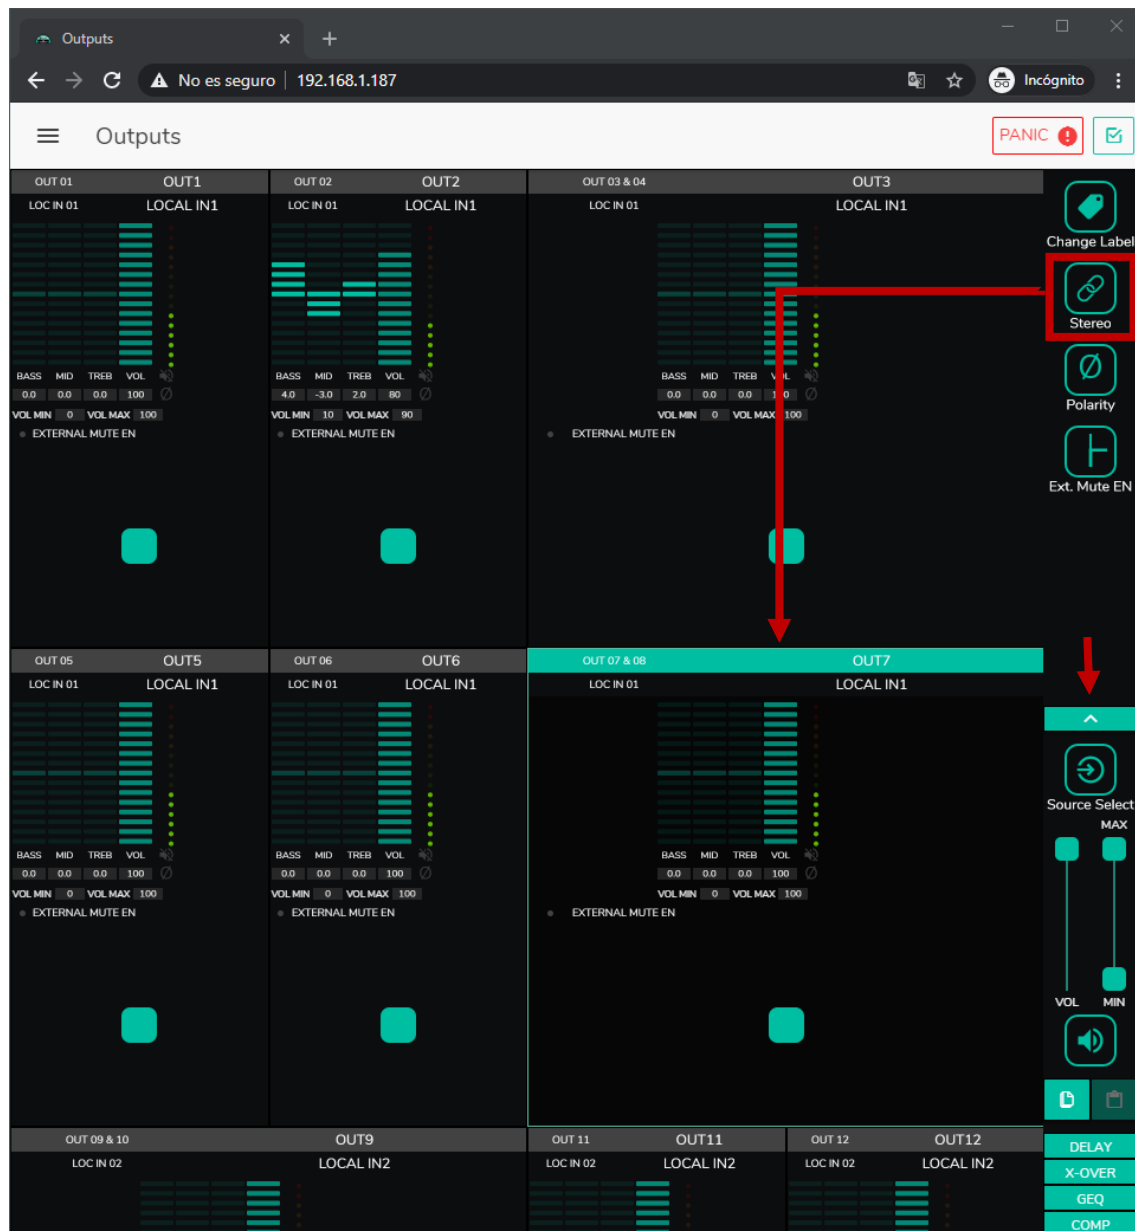 Outputs
No es seguro | 192.168.1.187 Incógnito
Outputs PANIC
OUT 01 OUT1 OUT 02 OUT2 OUT 03 & 04 OUT3
LOC IN 01 LOCAL IN1 LOC IN 01 LOCAL IN1 LOC IN 01 LOCAL IN1
Change Label
Stereo
BASS MID TREB VOL BASS MID TREB VOL BASS MID TREB VOL
0.0 0.0 0.0 100 4.0 -3.0 2.0 80 0.0 0.0 100
Polarity
VOL MIN 0 VOL MAX 100 VOL MIN 10 VOL MAX 90 VOL MIN 0 VOL MAX 100
EXTERNAL MUTE EN EXTERNAL MUTE EN EXTERNAL MUTE EN
Ext. Mute EN
OUT 05 OUT5 OUT 06 OUT6 OUT 07 & 08 OUT7
LOC IN 01 LOCAL IN1 LOC IN 01 LOCAL IN1 LOC IN 01 LOCAL IN1
Source Select
MAX
BASS MID TREB VOL BASS MID TREB VOL BASS MID TREB VOL
0.0 0.0 0.0 100 0.0 0.0 0.0 100 0.0 0.0 0.0 100
VOL MIN 0 VOL MAX 100 VOL MIN 0 VOL MAX 100 VOL MIN 0 VOL MAX 100
EXTERNAL MUTE EN EXTERNAL MUTE EN EXTERNAL MUTE EN
VOL MIN
OUT 09 & 10 OUT9 OUT 11 OUT11 OUT 12 OUT12
DELAY
LOC IN 02 LOCAL IN2 LOC IN 02 LOCAL IN2 LOC IN 02 LOCAL IN2
X-OVER
GEQ
COMP